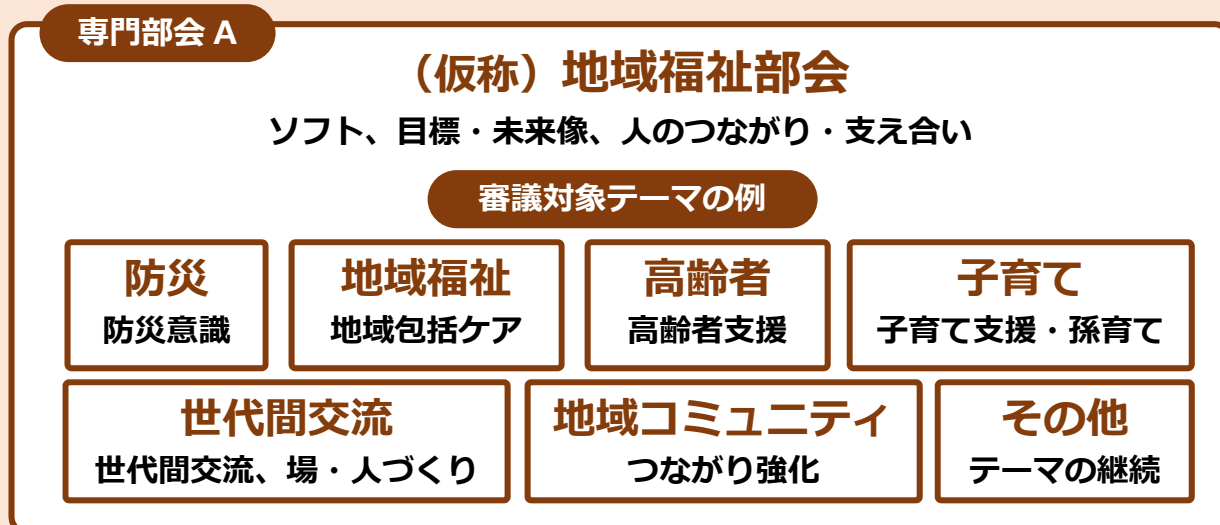 専門部会 A
（仮称）地域福祉部会
ソフト、目標・未来像、人のつながり・支え合い
審議対象テーマの例
防災
防災意識
地域福祉
地域包括ケア
高齢者
高齢者支援
子育て
子育て支援・孫育て
世代間交流
世代間交流、場・人づくり
地域コミュニティ
つながり強化
その他
テーマの継続